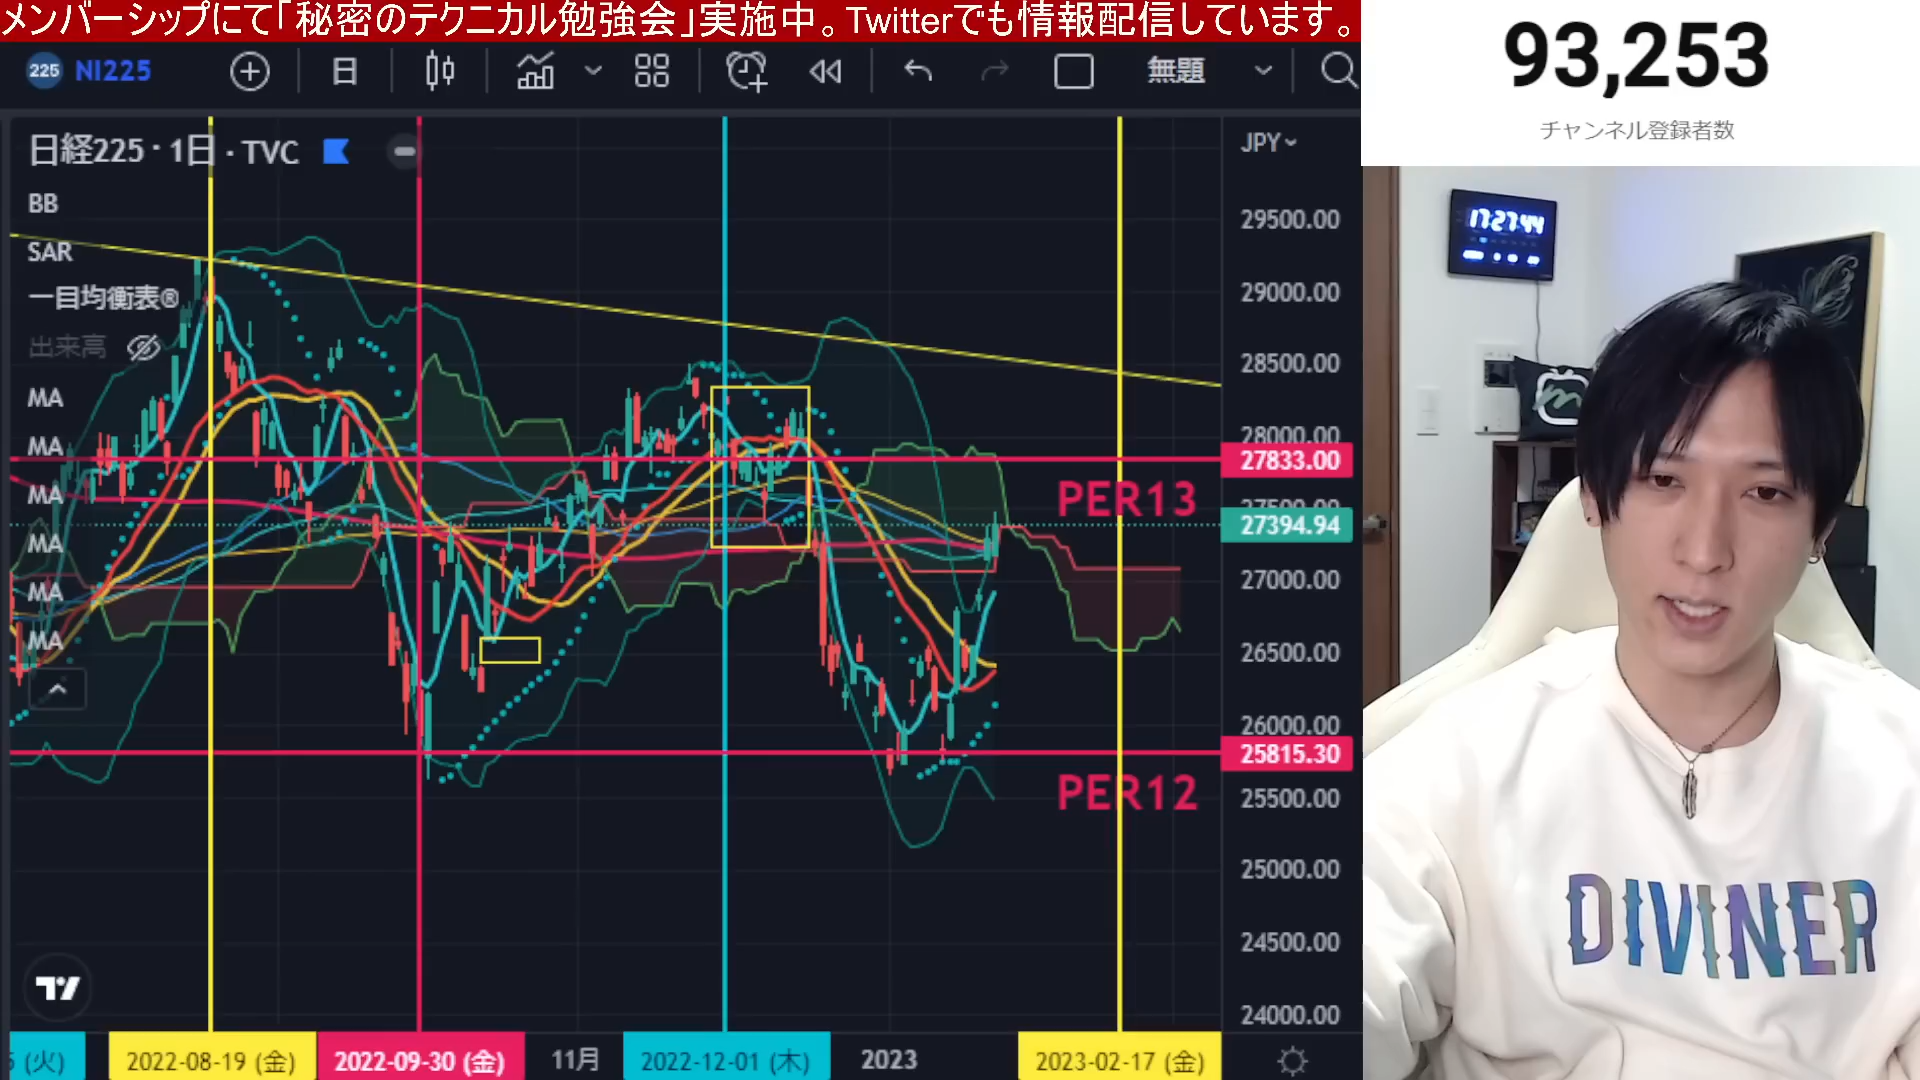 メンバーシップにて「秘密のテクニカル勉強会」実施中。Twitterでも情報配信しています。
93,253
チャンネル登録者数
225 NI225 日 無題
日経225・1日・TVC
BB
SAR
一目均衡表®
出来高
MA
MA
MA
MA
MA
MA
JPY
29500.00
29000.00
28500.00
28000.00
27833.00
27500.00
27394.94
27000.00
26500.00
26000.00
25815.30
25500.00
25000.00
24500.00
24000.00
PER13
PER12
(火) 2022-08-19 (金) 2022-09-30 (金) 11月 2022-12-01 (木) 2023 2023-02-17 (金)
17:27:44
DIVINER